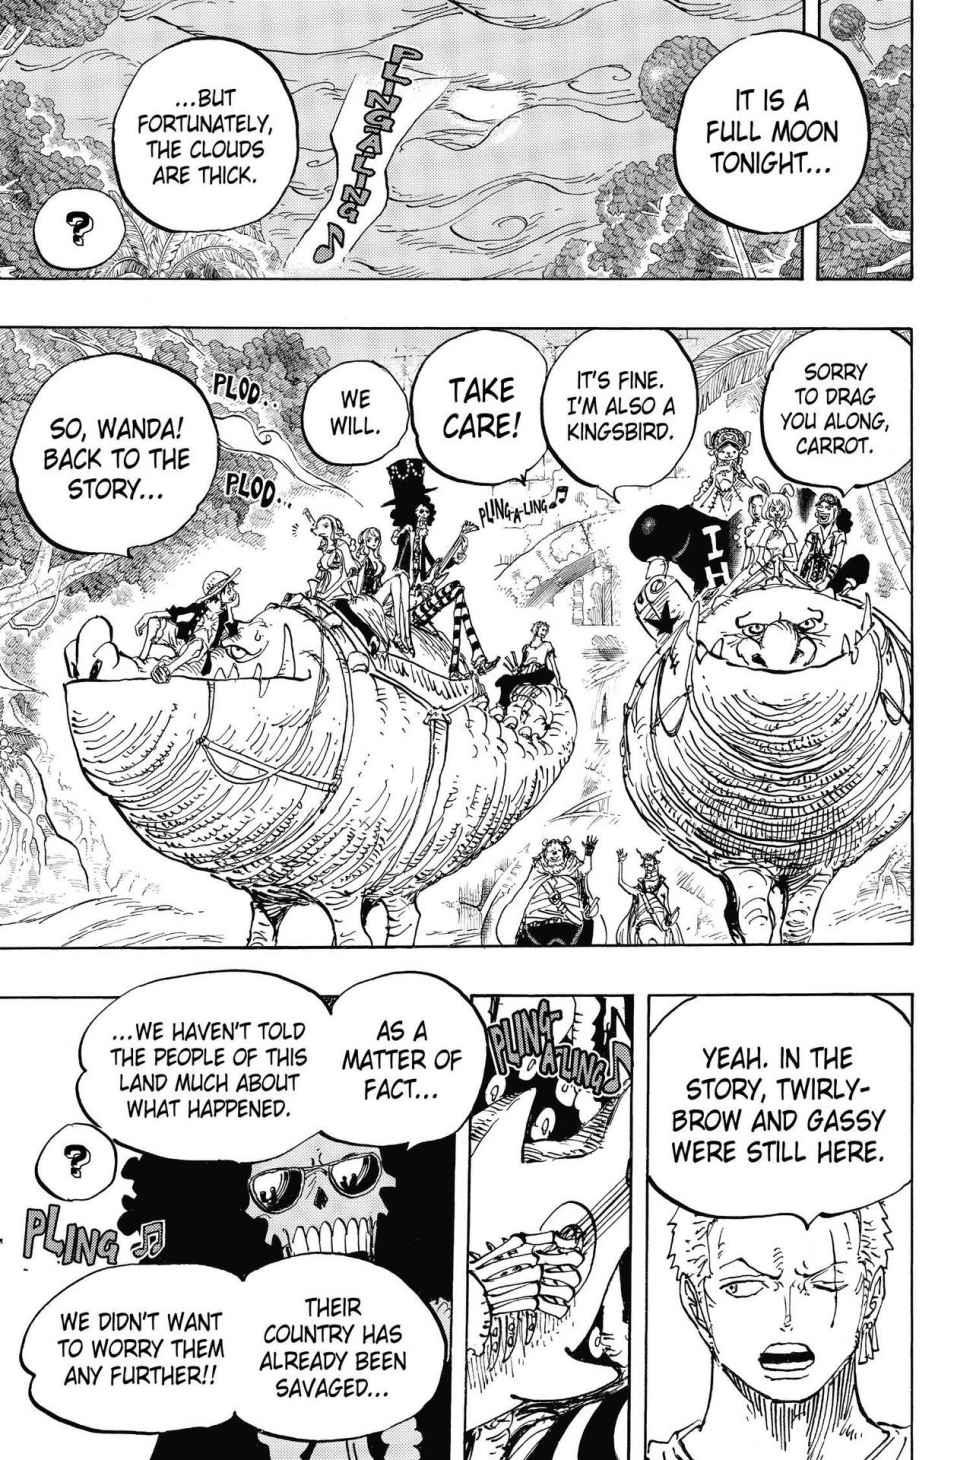 IT IS A
FULL MOON
TONIGHT...
PLING-A-LING
...BUT
FORTUNATELY,
THE CLOUDS
ARE THICK.
?
SORRY
TO DRAG
YOU ALONG,
CARROT.
IT'S FINE.
I'M ALSO A
KINGSBIRD.
TAKE
CARE!
WE
WILL.
PLOD...
PLOD...
PLING-A-LING
SO, WANDA!
BACK TO THE
STORY...
YEAH. IN THE
STORY, TWIRLY-
BROW AND GASSY
WERE STILL HERE.
PLING-
A-LING
AS A
MATTER OF
FACT...
...WE HAVEN'T TOLD
THE PEOPLE OF THIS
LAND MUCH ABOUT
WHAT HAPPENED.
?
PLING
THEIR
COUNTRY HAS
ALREADY BEEN
SAVAGED...
WE DIDN'T WANT
TO WORRY THEM
ANY FURTHER!!